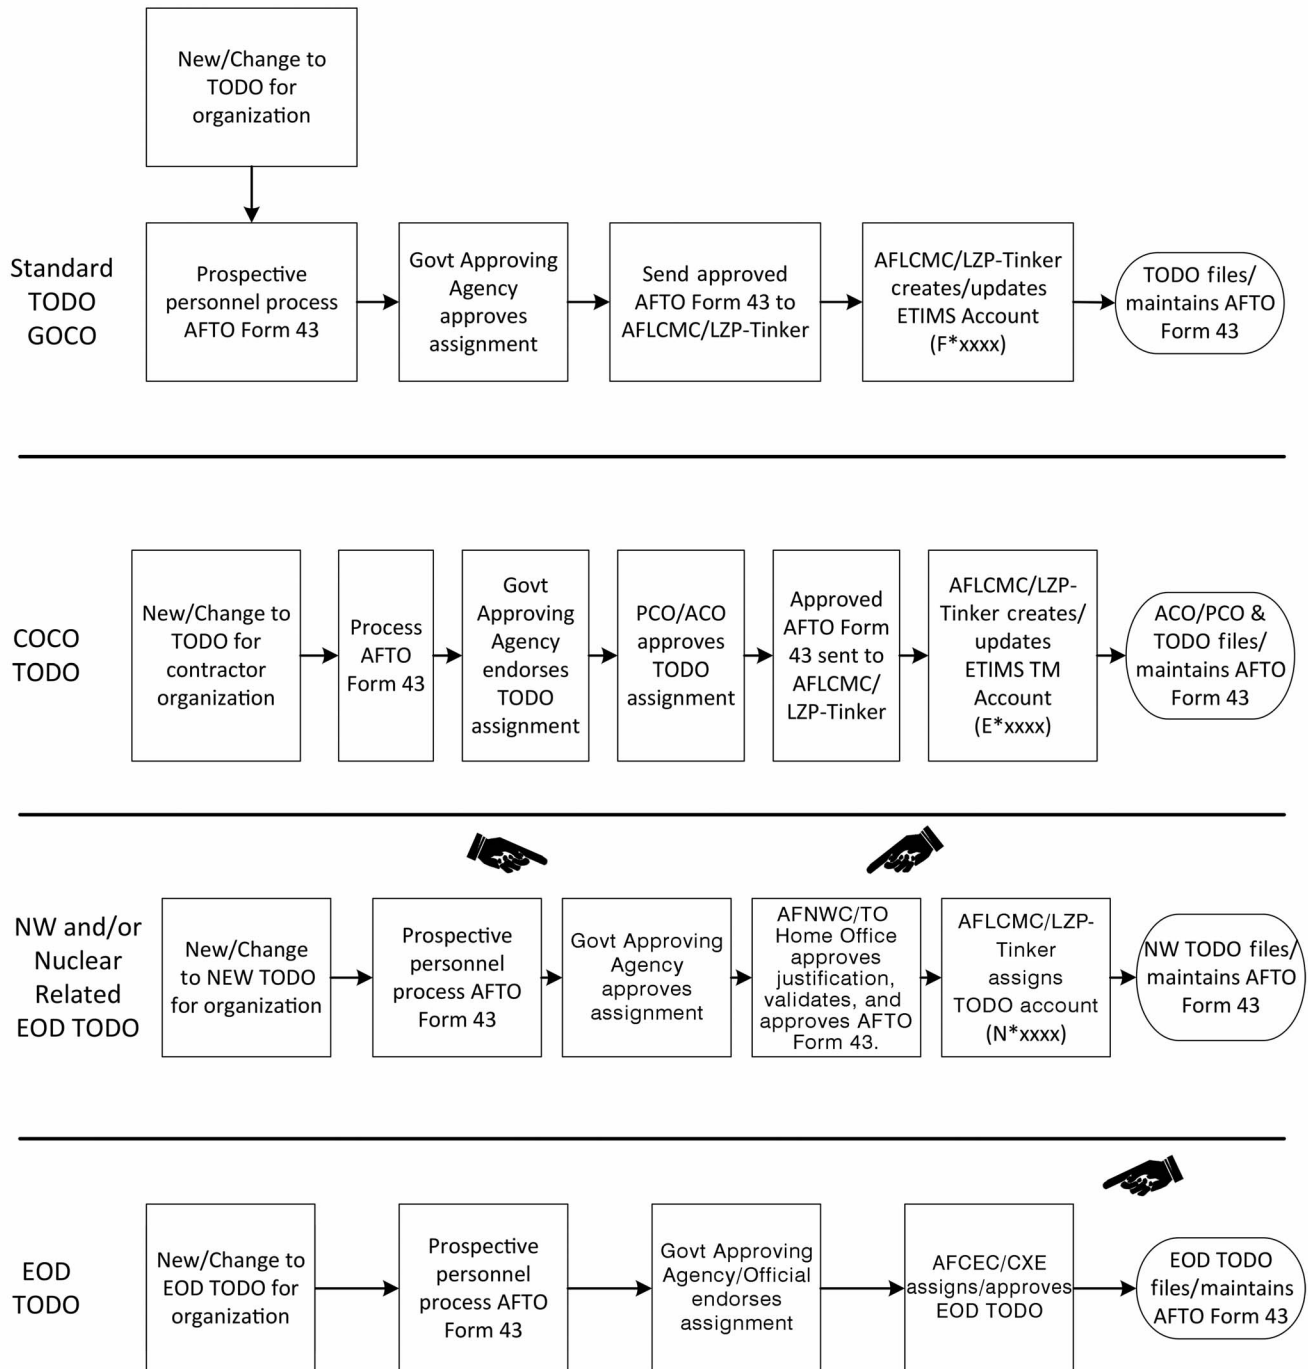 New/Change to
TODO for
organization
Standard
TODO
GOCO
Prospective
personnel process
AFTO Form 43
Govt Approving
Agency
approves
assignment
Send approved
AFTO Form 43 to
AFLCMC/LZP-Tinker
AFLCMC/LZP-Tinker
creates/updates
ETIMS Account
(F*xxxx)
TODO files/
maintains AFTO
Form 43
COCO
TODO
New/Change to
TODO for
contractor
organization
Process
AFTO
Form 43
Govt
Approving
Agency
endorses
TODO
assignment
PCO/ACO
approves
TODO
assignment
Approved
AFTO Form
43 sent to
AFLCMC/
LZP-Tinker
AFLCMC/LZP-
Tinker creates/
updates
ETIMS TM
Account
(E*xxxx)
ACO/PCO &
TODO files/
maintains AFTO
Form 43
NW and/or
Nuclear
Related
EOD TODO
New/Change
to NEW TODO
for organization
Prospective
personnel
process AFTO
Form 43
Govt Approving
Agency
approves
assignment
AFNWC/TO
Home Office
approves
justification,
validates, and
approves AFTO
Form 43.
AFLCMC/LZP-
Tinker
assigns
TODO account
(N*xxxx)
NW TODO files/
maintains AFTO
Form 43
EOD
TODO
New/Change to
EOD TODO for
organization
Prospective
personnel
process AFTO
Form 43
Govt Approving
Agency/Official
endorses
assignment
AFCEC/CXE
assigns/approves
EOD TODO
EOD TODO
files/maintains
AFTO Form 43